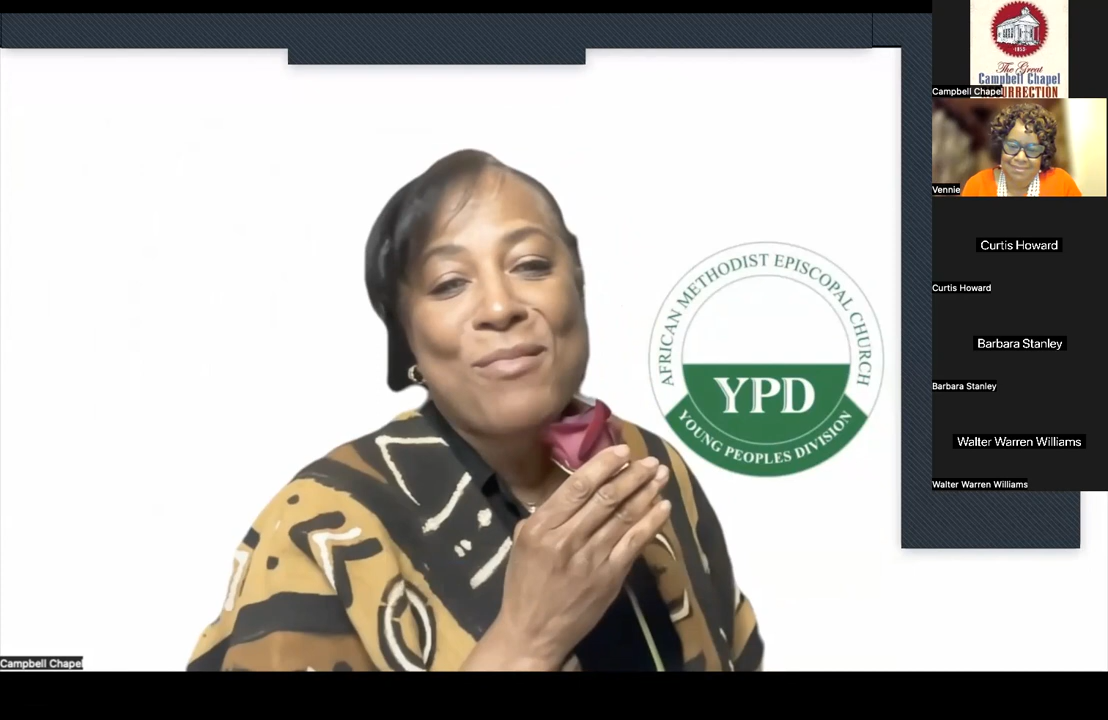 AFRICAN METHODIST EPISCOPAL CHURCH
YPD
YOUNG PEOPLES DIVISION
Campbell Chapel
1853
The Great
Campbell Chapel
Campbell Chapel
Vennie
Curtis Howard
Curtis Howard
Barbara Stanley
Barbara Stanley
Walter Warren Williams
Walter Warren Williams